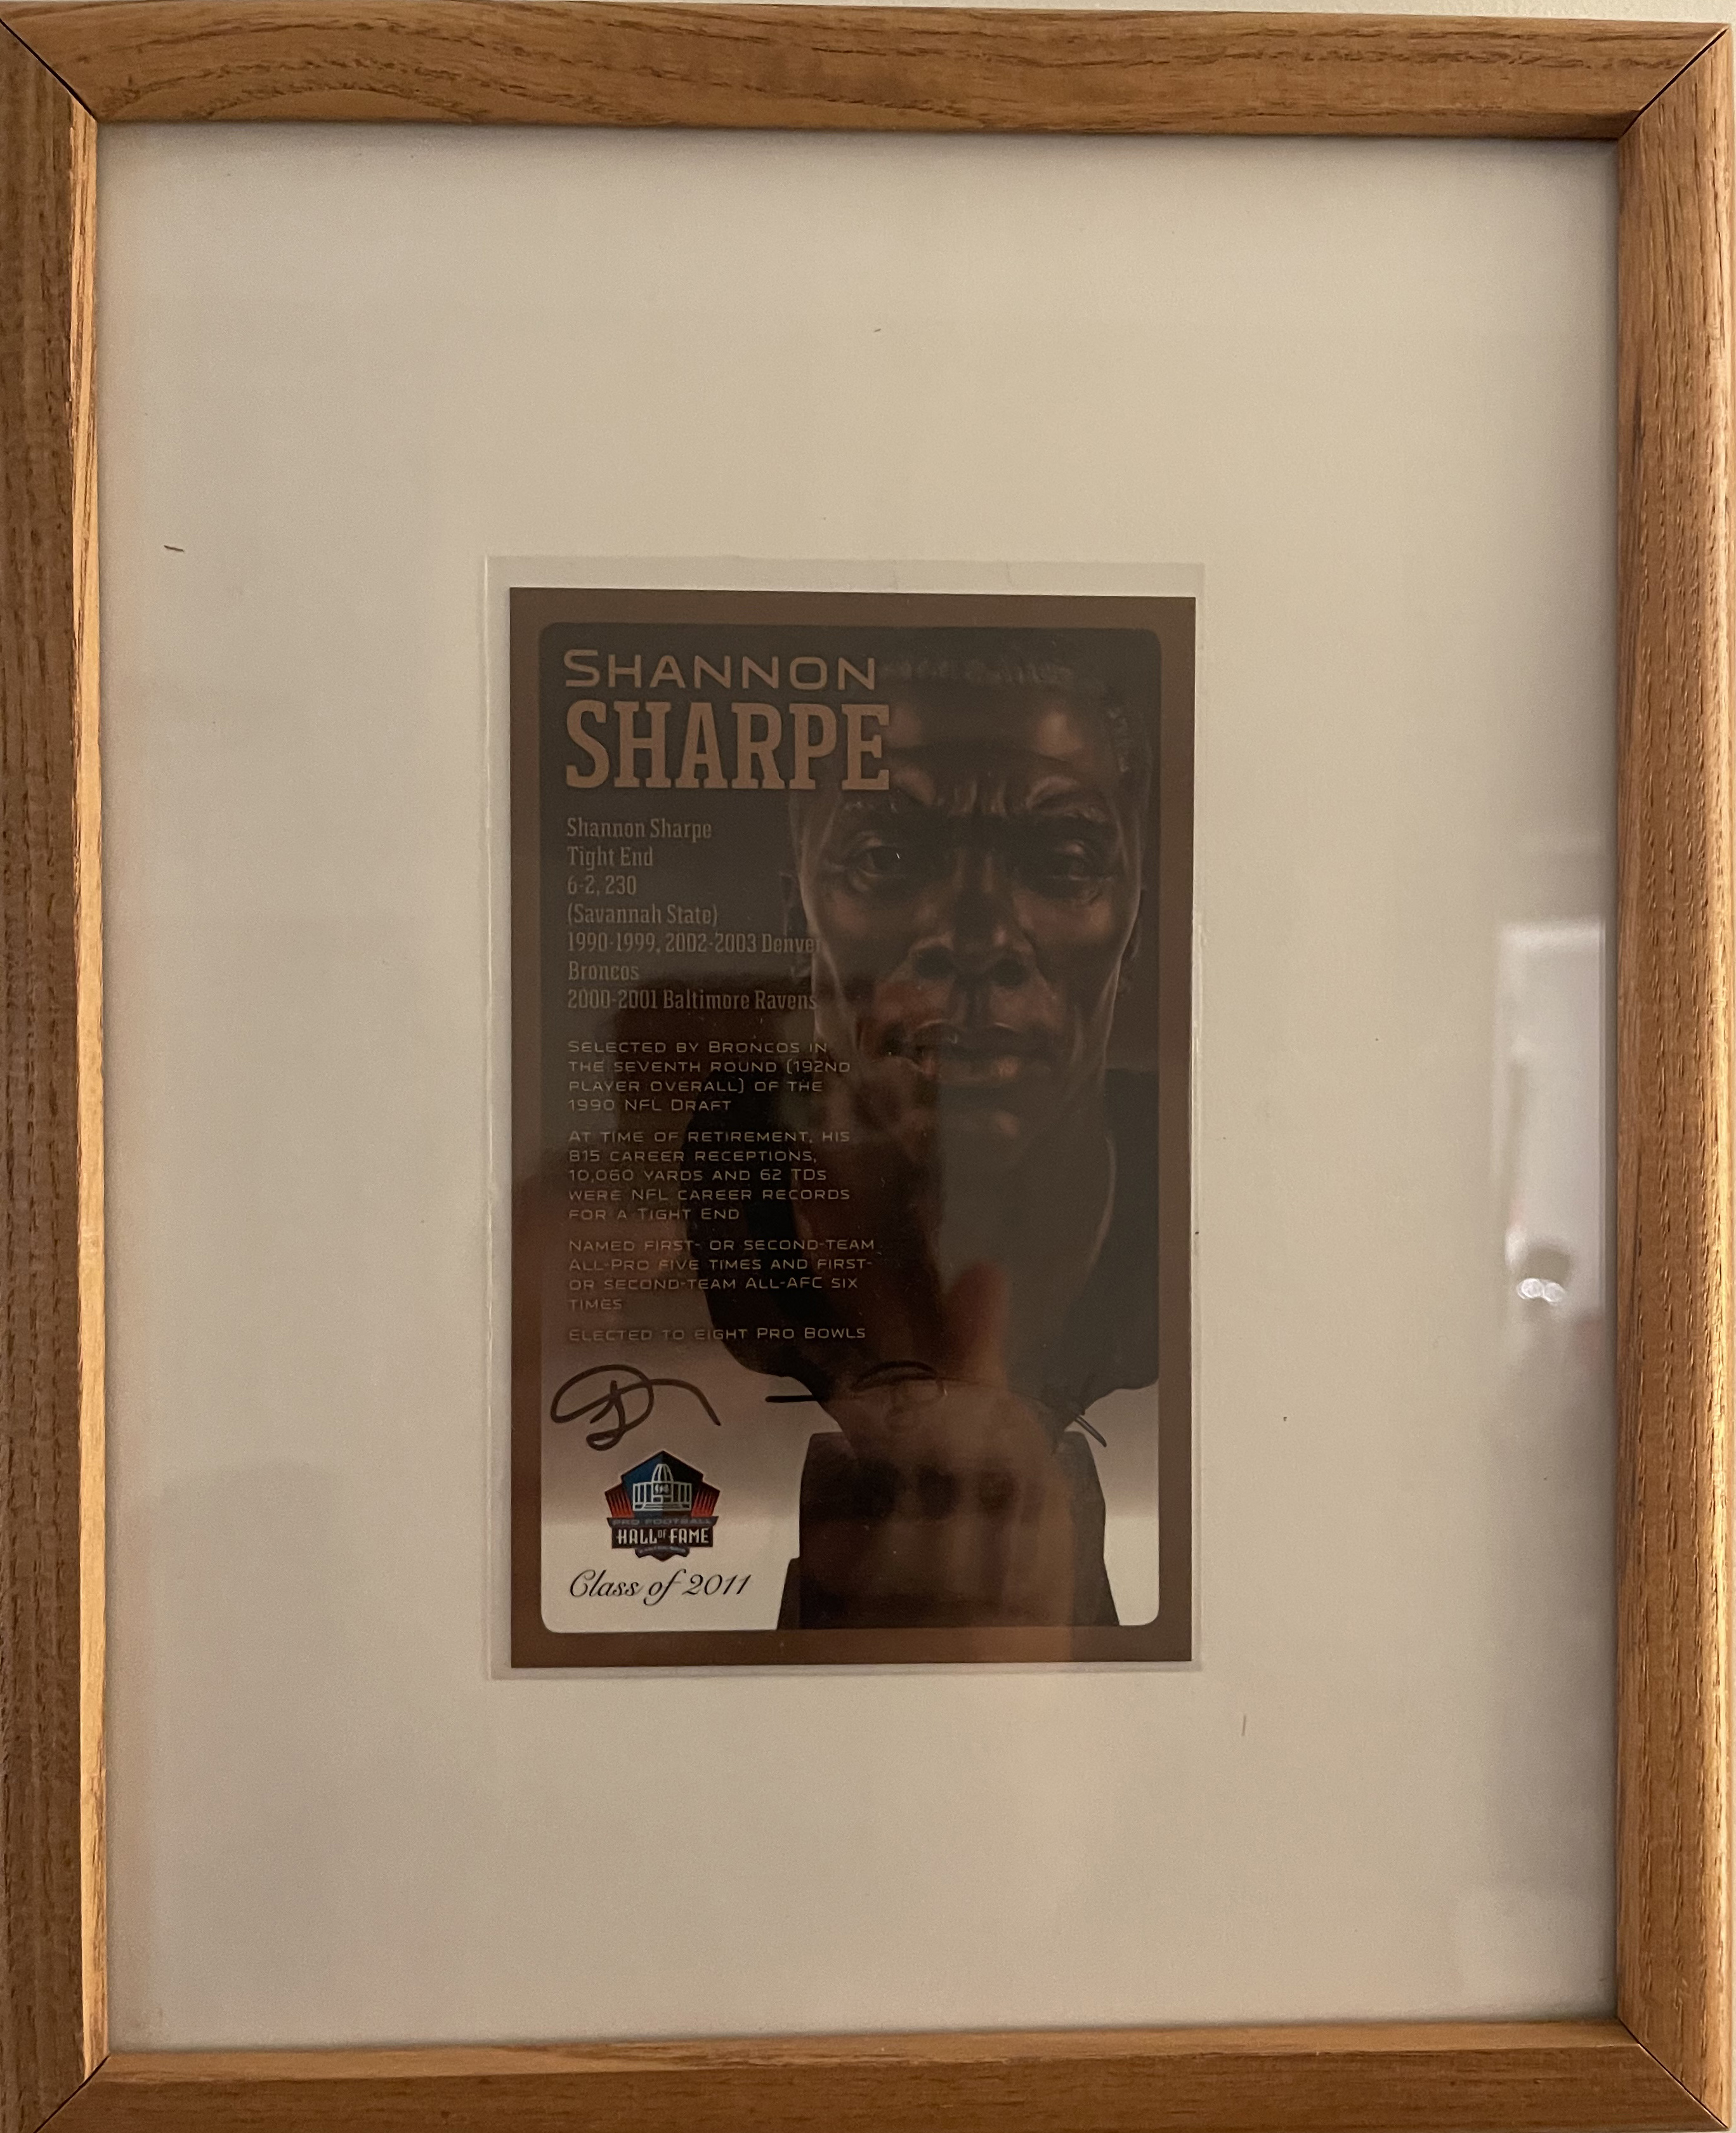 SHANNON
SHARPE
Shannon Sharpe
Tight End
6-2, 230
(Savannah State)
1990-1999, 2002-2003 Denver
Broncos
2000-2001 Baltimore Ravens
SELECTED BY BRONCOS IN
THE SEVENTH ROUND (192ND
PLAYER OVERALL) OF THE
1990 NFL DRAFT
AT TIME OF RETIREMENT, HIS
815 CAREER RECEPTIONS,
10,060 YARDS AND 62 TDS
WERE NFL CAREER RECORDS
FOR A TIGHT END
NAMED FIRST- OR SECOND-TEAM
ALL-PRO FIVE TIMES AND FIRST-
OR SECOND-TEAM ALL-AFC SIX
TIMES
ELECTED TO EIGHT PRO BOWLS
PRO FOOTBALL
HALL OF FAME
Class of 2011